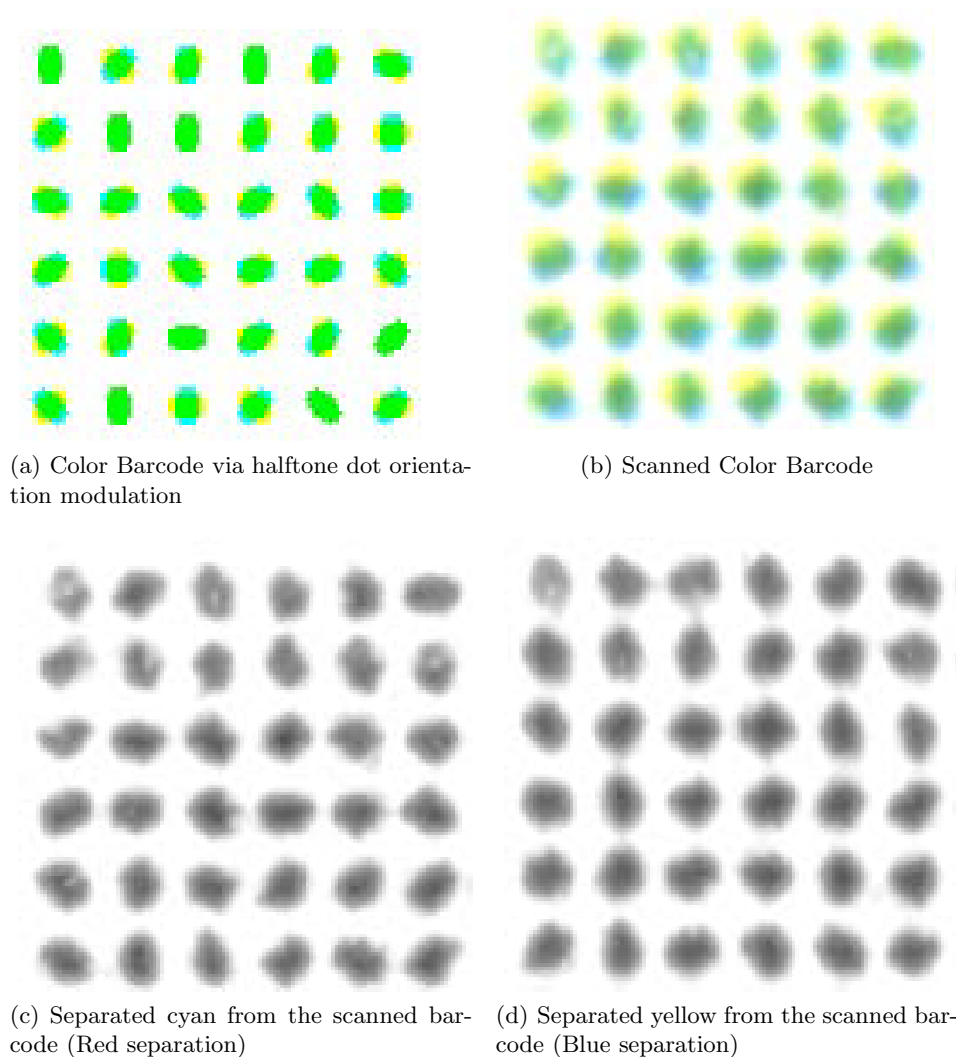 (a) Color Barcode via halftone dot orienta-
tion modulation
(b) Scanned Color Barcode
(c) Separated cyan from the scanned bar-
code (Red separation)
(d) Separated yellow from the scanned bar-
code (Blue separation)